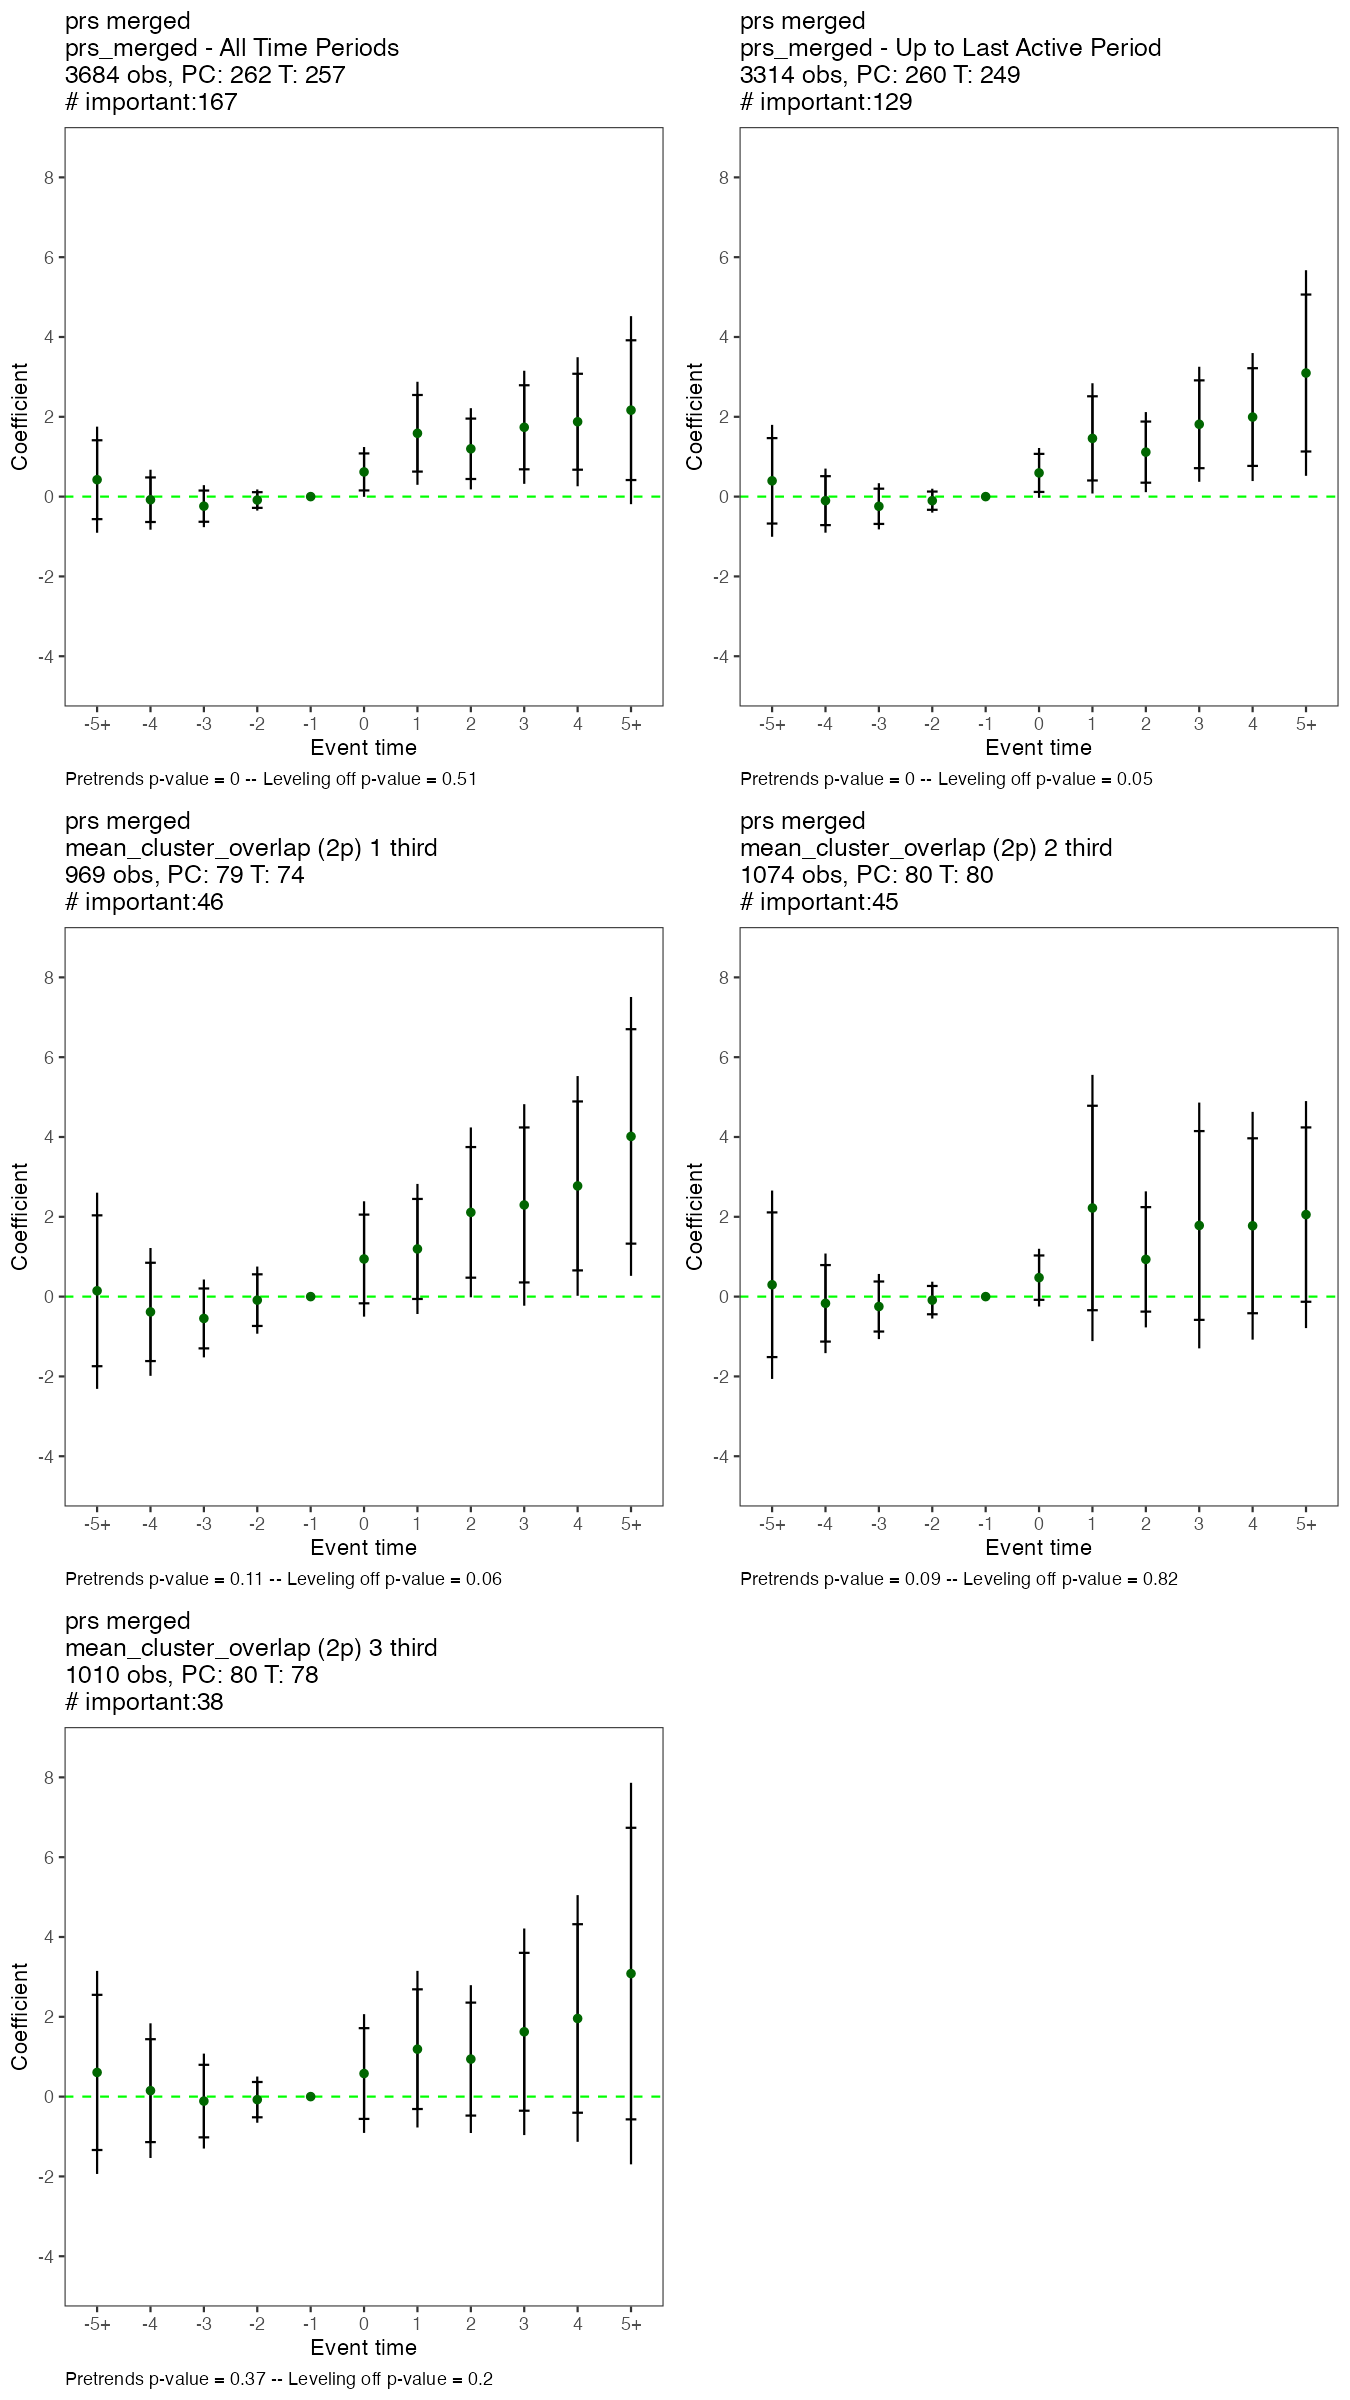 prs merged
prs_merged - All Time Periods
3684 obs, PC: 262 T: 257
# important:167
8
6
4
2
0
-2
-4
Coefficient
-5+ -4 -3 -2 -1 0 1 2 3 4 5+
Event time
Pretrends p-value = 0 -- Leveling off p-value = 0.51
prs merged
prs_merged - Up to Last Active Period
3314 obs, PC: 260 T: 249
# important:129
8
6
4
2
0
-2
-4
Coefficient
-5+ -4 -3 -2 -1 0 1 2 3 4 5+
Event time
Pretrends p-value = 0 -- Leveling off p-value = 0.05
prs merged
mean_cluster_overlap (2p) 1 third
969 obs, PC: 79 T: 74
# important:46
8
6
4
2
0
-2
-4
Coefficient
-5+ -4 -3 -2 -1 0 1 2 3 4 5+
Event time
Pretrends p-value = 0.11 -- Leveling off p-value = 0.06
prs merged
mean_cluster_overlap (2p) 2 third
1074 obs, PC: 80 T: 80
# important:45
8
6
4
2
0
-2
-4
Coefficient
-5+ -4 -3 -2 -1 0 1 2 3 4 5+
Event time
Pretrends p-value = 0.09 -- Leveling off p-value = 0.82
prs merged
mean_cluster_overlap (2p) 3 third
1010 obs, PC: 80 T: 78
# important:38
8
6
4
2
0
-2
-4
Coefficient
-5+ -4 -3 -2 -1 0 1 2 3 4 5+
Event time
Pretrends p-value = 0.37 -- Leveling off p-value = 0.2